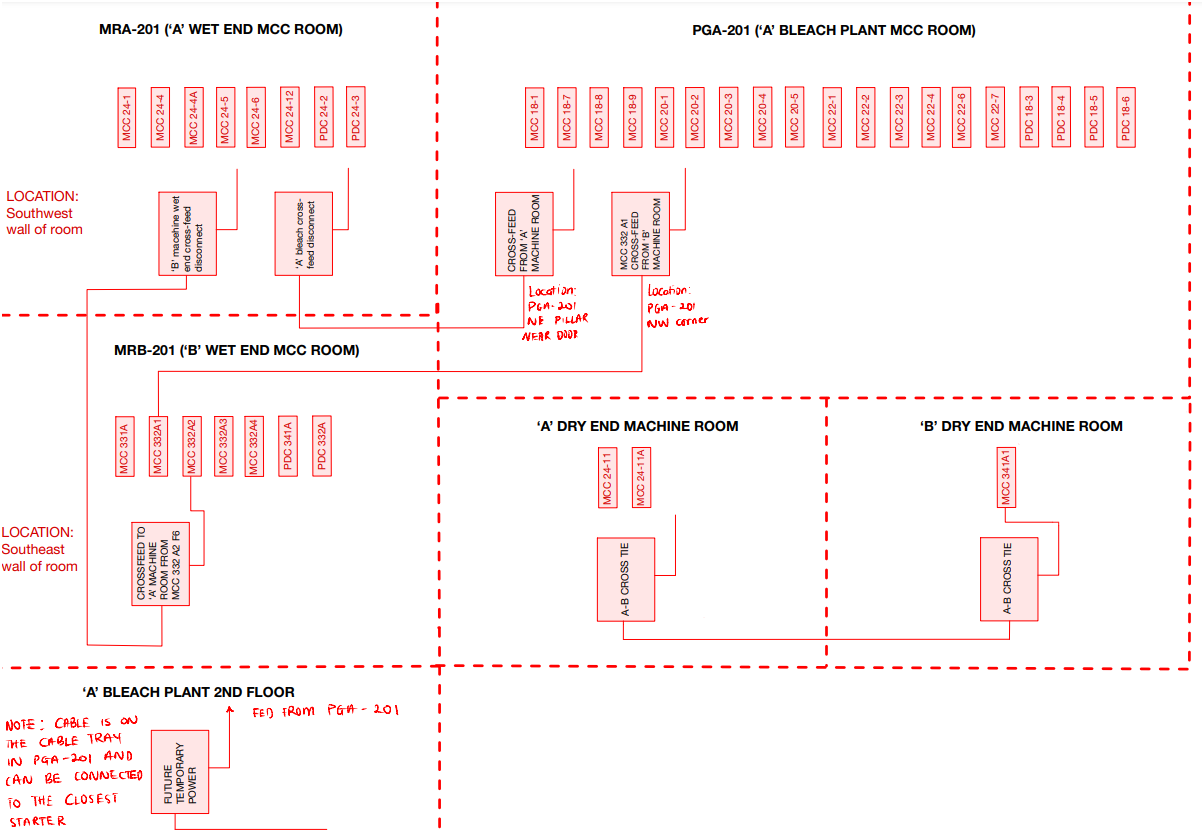 MRA-201 (‘A’ WET END MCC ROOM)
MCC 24-1
MCC 24-4
MCC 24-4A
MCC 24-5
MCC 24-6
MCC 24-12
PDC 24-2
PDC 24-3
LOCATION:
Southwest
wall of room
‘B’ macehine wet
end cross-feed
disconnect
‘A’ bleach cross-
feed disconnect
PGA-201 (‘A’ BLEACH PLANT MCC ROOM)
MCC 18-1
MCC 18-7
MCC 18-8
MCC 18-9
MCC 20-1
MCC 20-2
MCC 20-3
MCC 20-4
MCC 20-5
MCC 22-1
MCC 22-2
MCC 22-3
MCC 22-4
MCC 22-6
MCC 22-7
PDC 18-3
PDC 18-4
PDC 18-5
PDC 18-6
CROSS-FEED
FROM ‘A’
MACHINE ROOM
MCC 332 A1
CROSS-FEED
FROM ‘B’
MACHINE ROOM
Location:
PGA-201
NE PILLAR
NEAR DOOR
Location:
PGA-201
NW corner
MRB-201 (‘B’ WET END MCC ROOM)
MCC 331A
MCC 332A1
MCC 332A2
MCC 332A3
MCC 332A4
PDC 341A
PDC 332A
LOCATION:
Southeast
wall of room
CROSSFEED TO
‘A’ MACHINE
ROOM FROM
MCC 332 A2 F6
‘A’ DRY END MACHINE ROOM
MCC 24-11
MCC 24-11A
A-B CROSS TIE
‘B’ DRY END MACHINE ROOM
MCC 341A1
A-B CROSS TIE
‘A’ BLEACH PLANT 2ND FLOOR
FED FROM PGA-201
NOTE: CABLE IS ON
THE CABLE TRAY
IN PGA-201 AND
CAN BE CONNECTED
TO THE CLOSEST
STARTER
FUTURE
TEMPORARY
POWER